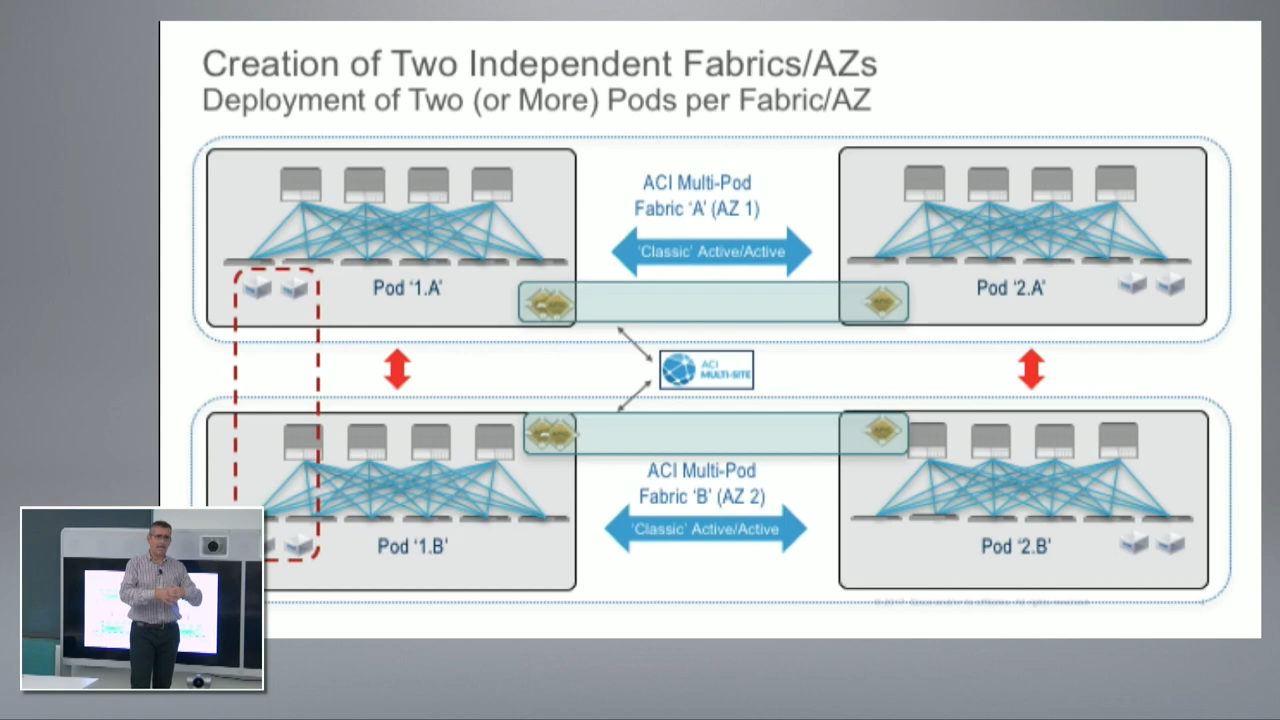 Creation of Two Independent Fabrics/AZs
Deployment of Two (or More) Pods per Fabric/AZ
ACI Multi-Pod
Fabric ‘A’ (AZ 1)
‘Classic’ Active/Active
Pod ‘1.A’
Pod ‘2.A’
ACI
MULTI-SITE
ACI Multi-Pod
Fabric ‘B’ (AZ 2)
‘Classic’ Active/Active
Pod ‘1.B’
Pod ‘2.B’